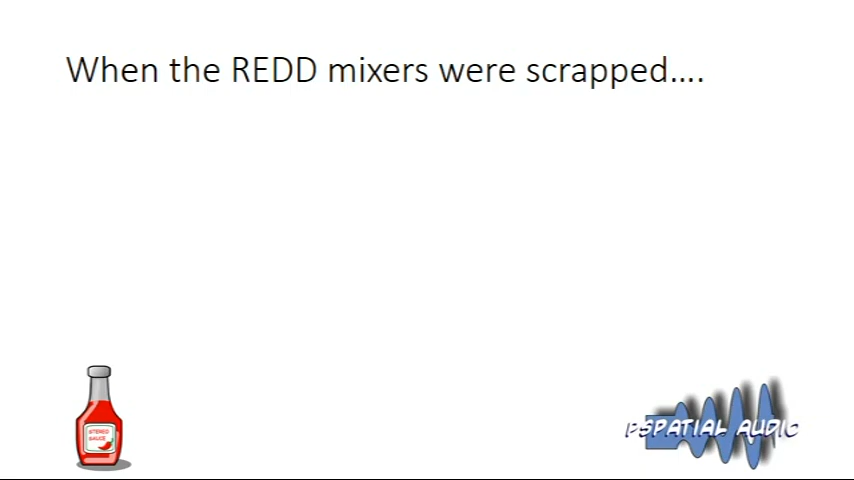 When the REDD mixers were scrapped....
STEREO
SAUCE
PSPATIAL AUDIO